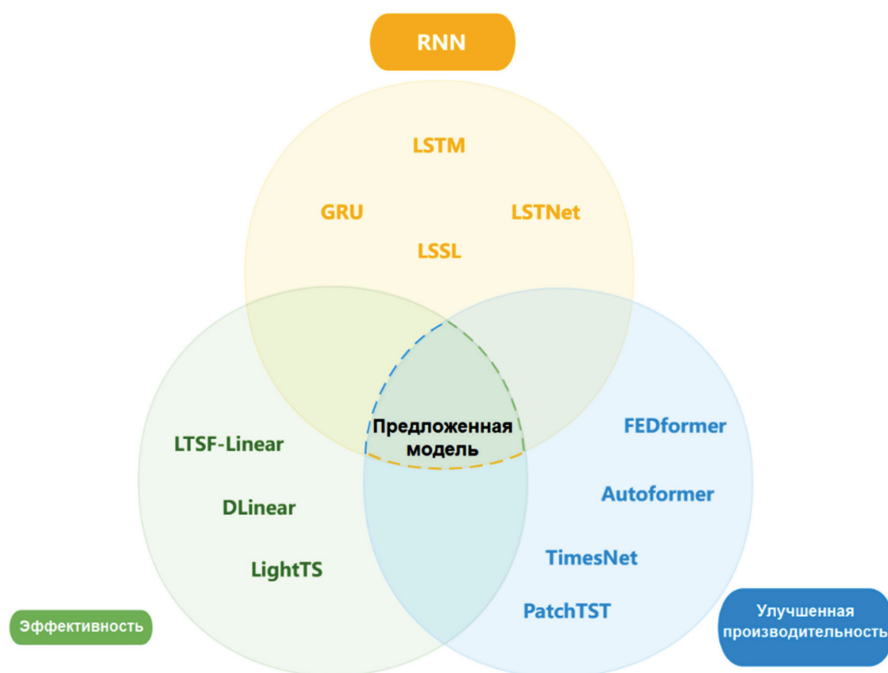 RNN
LSTM
GRU
LSTNet
LSSL
Предложенная
модель
LTSF-Linear
DLinear
LightTS
FEDformer
Autoformer
TimesNet
PatchTST
Эффективность
Улучшенная
производительность